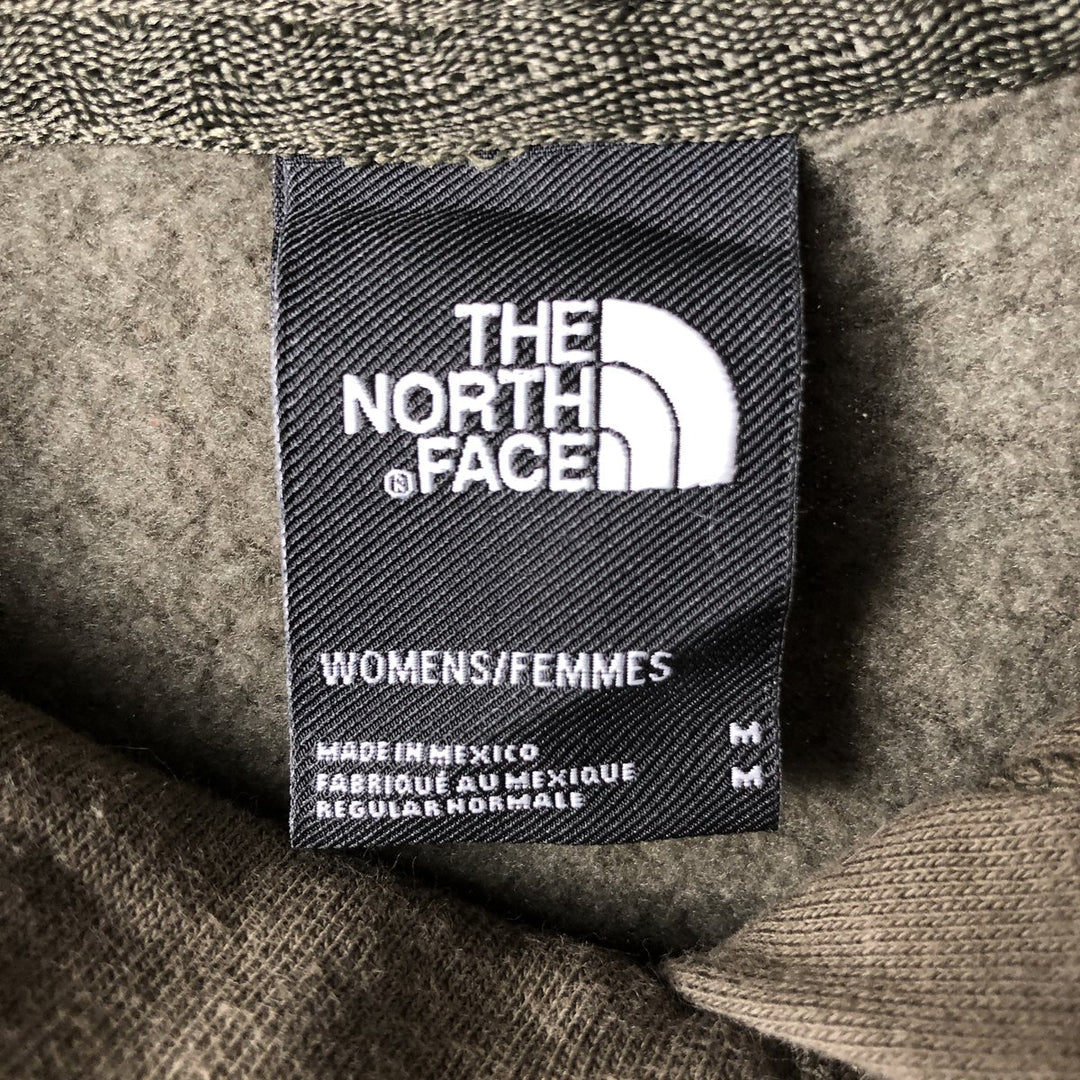 THE
NORTH
®FACE
WOMENS/FEMMES
MADE IN MEXICO M
FABRIQUÉ AU MEXIQUE M
REGULAR NORMALE